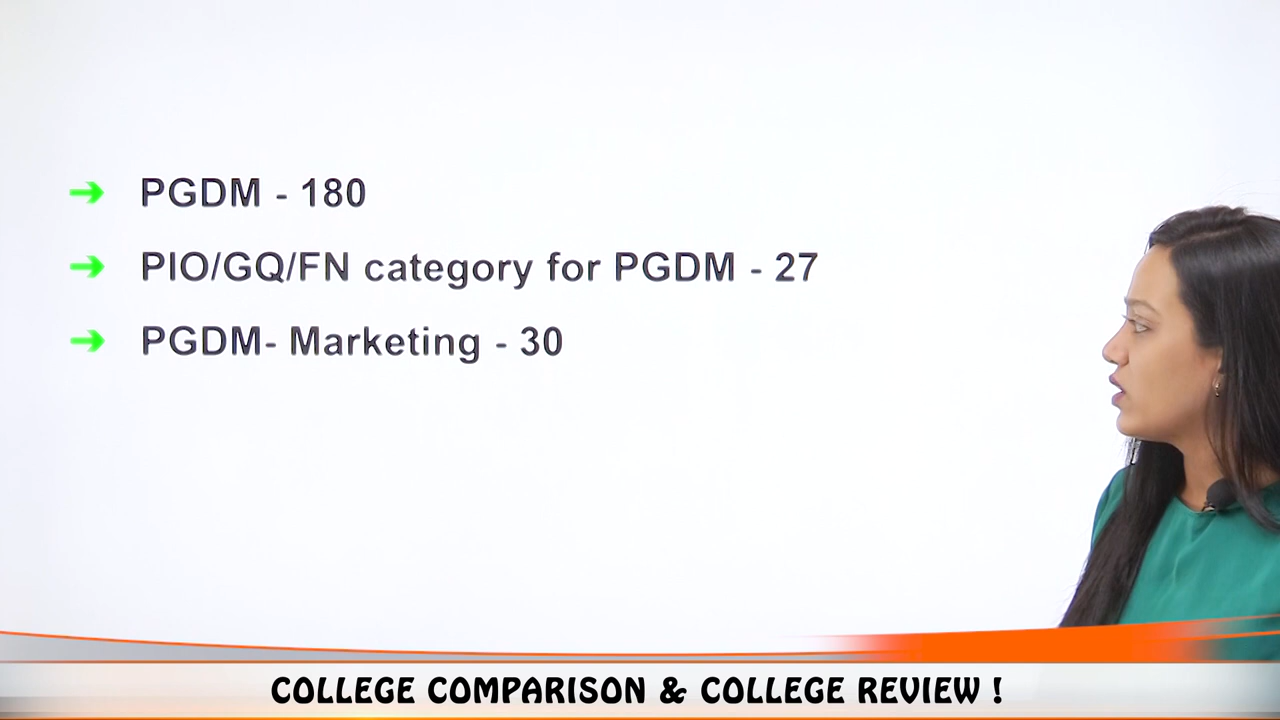 PGDM - 180
PIO/GQ/FN category for PGDM - 27
PGDM- Marketing - 30
COLLEGE COMPARISON & COLLEGE REVIEW !